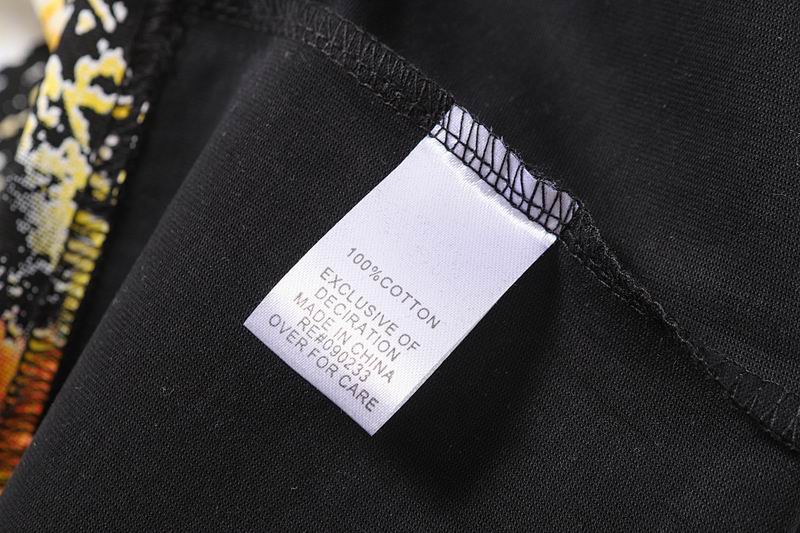 100%COTTON
EXCLUSIVE OF
DECIRATION
MADE IN CHINA
RE#090233
OVER FOR CARE